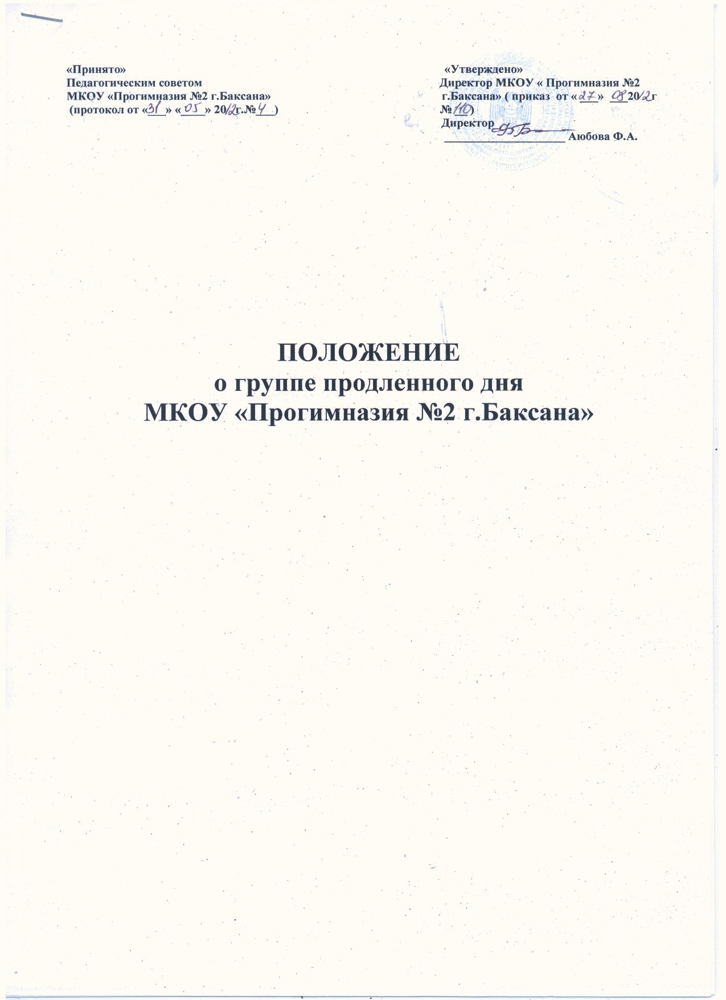 «Принято»
Педагогическим советом
МКОУ «Прогимназия №2 г.Баксана»
(протокол от «31» «05» 2012г.№4)
«Утверждено»
Директор МКОУ « Прогимназия №2
г.Баксана» ( приказ от «27» 08 2012г
№110)
Директор
Аюбова Ф.А.
ПОЛОЖЕНИЕ
о группе продленного дня
МКОУ «Прогимназия №2 г.Баксана»